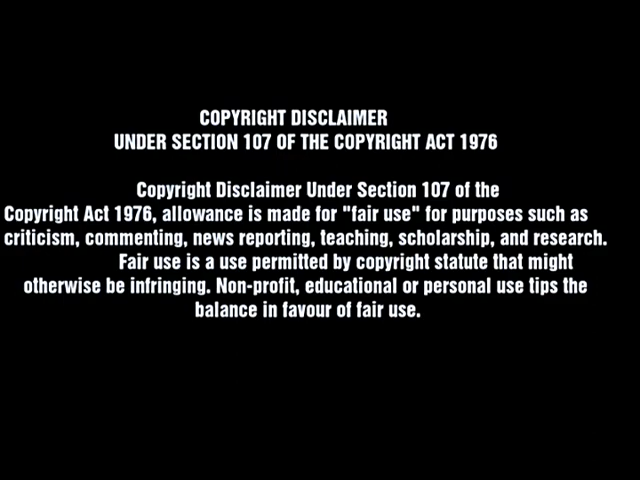 COPYRIGHT DISCLAIMER
UNDER SECTION 107 OF THE COPYRIGHT ACT 1976
Copyright Disclaimer Under Section 107 of the
Copyright Act 1976, allowance is made for "fair use" for purposes such as
criticism, commenting, news reporting, teaching, scholarship, and research.
Fair use is a use permitted by copyright statute that might
otherwise be infringing. Non-profit, educational or personal use tips the
balance in favour of fair use.